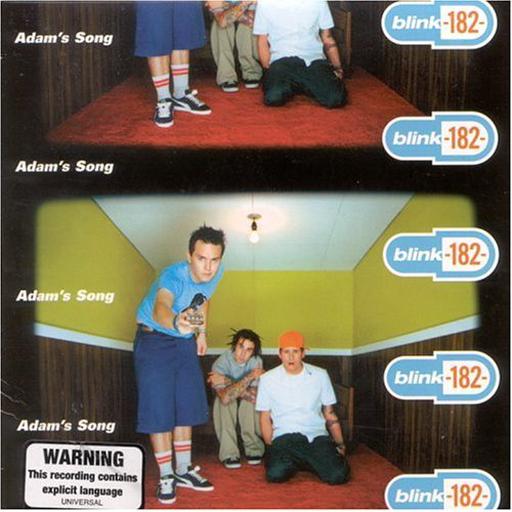 blink-182-
Adam's Song
blink-182-
Adam's Song
blink-182-
Adam's Song
blink-182-
Adam's Song
WARNING
This recording contains
explicit language
UNIVERSAL
blink-182-